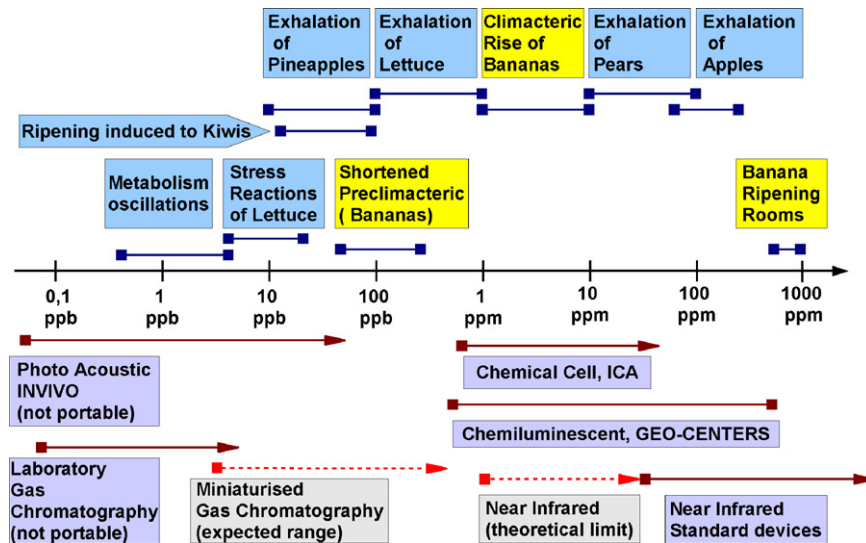 Exhalation
of
Pineapples
Exhalation
of
Lettuce
Climacteric
Rise of
Bananas
Exhalation
of
Pears
Exhalation
of
Apples
Ripening induced to Kiwis
Metabolism
oscillations
Stress
Reactions
of Lettuce
Shortened
Preclimacteric
( Bananas)
Banana
Ripening
Rooms
0,1
ppb
1
ppb
10
ppb
100
ppb
1
ppm
10
ppm
100
ppm
1000
ppm
Photo Acoustic
INVIVO
(not portable)
Chemical Cell, ICA
Chemiluminescent, GEO-CENTERS
Laboratory
Gas
Chromatography
(not portable)
Miniaturised
Gas Chromatography
(expected range)
Near Infrared
(theoretical limit)
Near Infrared
Standard devices